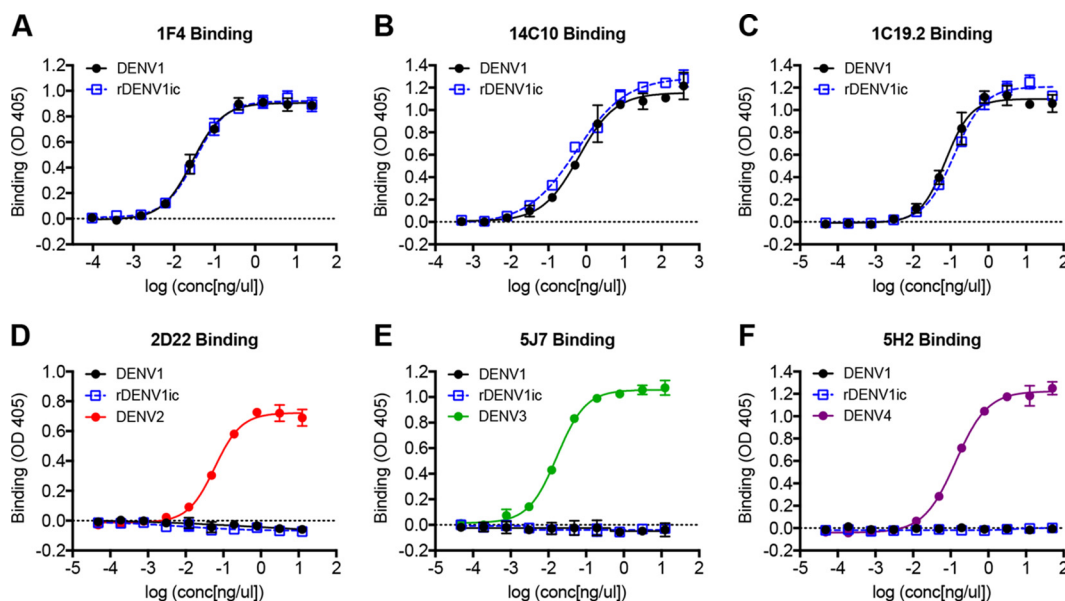 A
1F4 Binding
DENV1
rDENV1ic
Binding (OD 405)
1.2
1.0
0.8
0.6
0.4
0.2
0.0
-0.2
-4 -3 -2 -1 0 1 2
log (conc[ng/ul])
B
14C10 Binding
DENV1
rDENV1ic
Binding (OD 405)
1.4
1.2
1.0
0.8
0.6
0.4
0.2
0.0
-0.2
-4 -3 -2 -1 0 1 2 3
log (conc[ng/ul])
C
1C19.2 Binding
DENV1
rDENV1ic
Binding (OD 405)
1.4
1.2
1.0
0.8
0.6
0.4
0.2
0.0
-0.2
-5 -4 -3 -2 -1 0 1 2
log (conc[ng/ul])
D
2D22 Binding
DENV1
rDENV1ic
DENV2
Binding (OD 405)
1.0
0.8
0.6
0.4
0.2
0.0
-0.2
-5 -4 -3 -2 -1 0 1 2
log (conc[ng/ul])
E
5J7 Binding
DENV1
rDENV1ic
DENV3
Binding (OD 405)
1.2
1.0
0.8
0.6
0.4
0.2
0.0
-0.2
-5 -4 -3 -2 -1 0 1 2
log (conc[ng/ul])
F
5H2 Binding
DENV1
rDENV1ic
DENV4
Binding (OD 405)
1.4
1.2
1.0
0.8
0.6
0.4
0.2
0.0
-0.2
-5 -4 -3 -2 -1 0 1 2
log (conc[ng/ul])